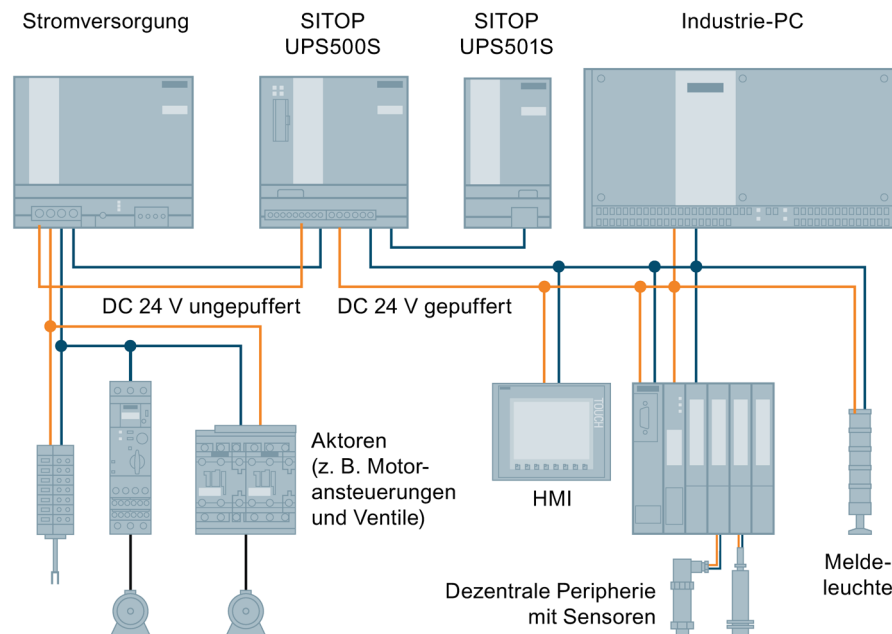 Stromversorgung
SITOP
UPS500S
SITOP
UPS501S
Industrie-PC
DC 24 V ungepuffert
DC 24 V gepuffert
TOUCH
Aktoren
(z. B. Motor-
ansteuerungen
und Ventile)
HMI
Dezentrale Peripherie
mit Sensoren
Melde-
leuchte